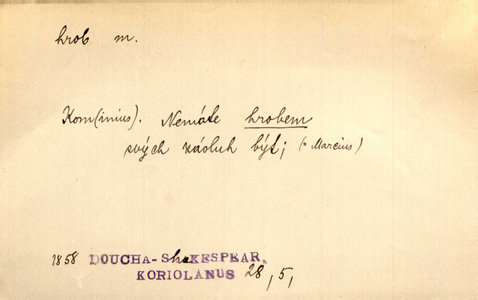 hrob m.
Kom(inius). Nemáte hrobem
svých zásluh být; (= Marcius)
1858 DOUCHA-ShaKESPEAR,
KORIOLANUS 28, 5,